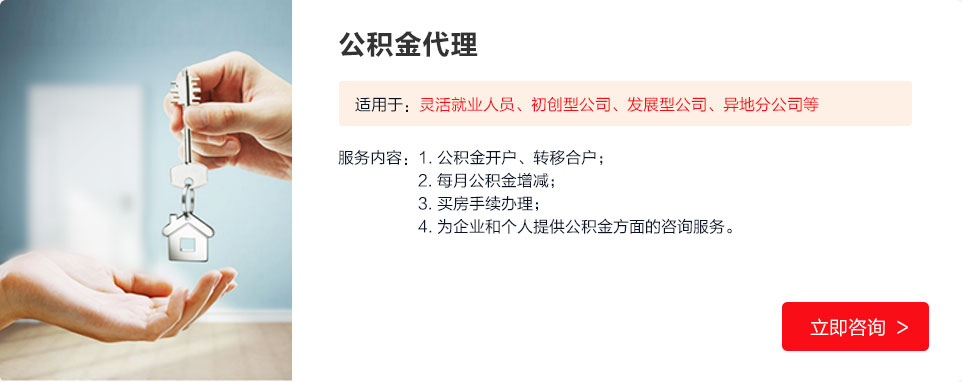 公积金代理
适用于：灵活就业人员、初创型公司、发展型公司、异地分公司等
服务内容：1. 公积金开户、转移合户；
2. 每月公积金增减；
3. 买房手续办理；
4. 为企业和个人提供公积金方面的咨询服务。
立即咨询 >